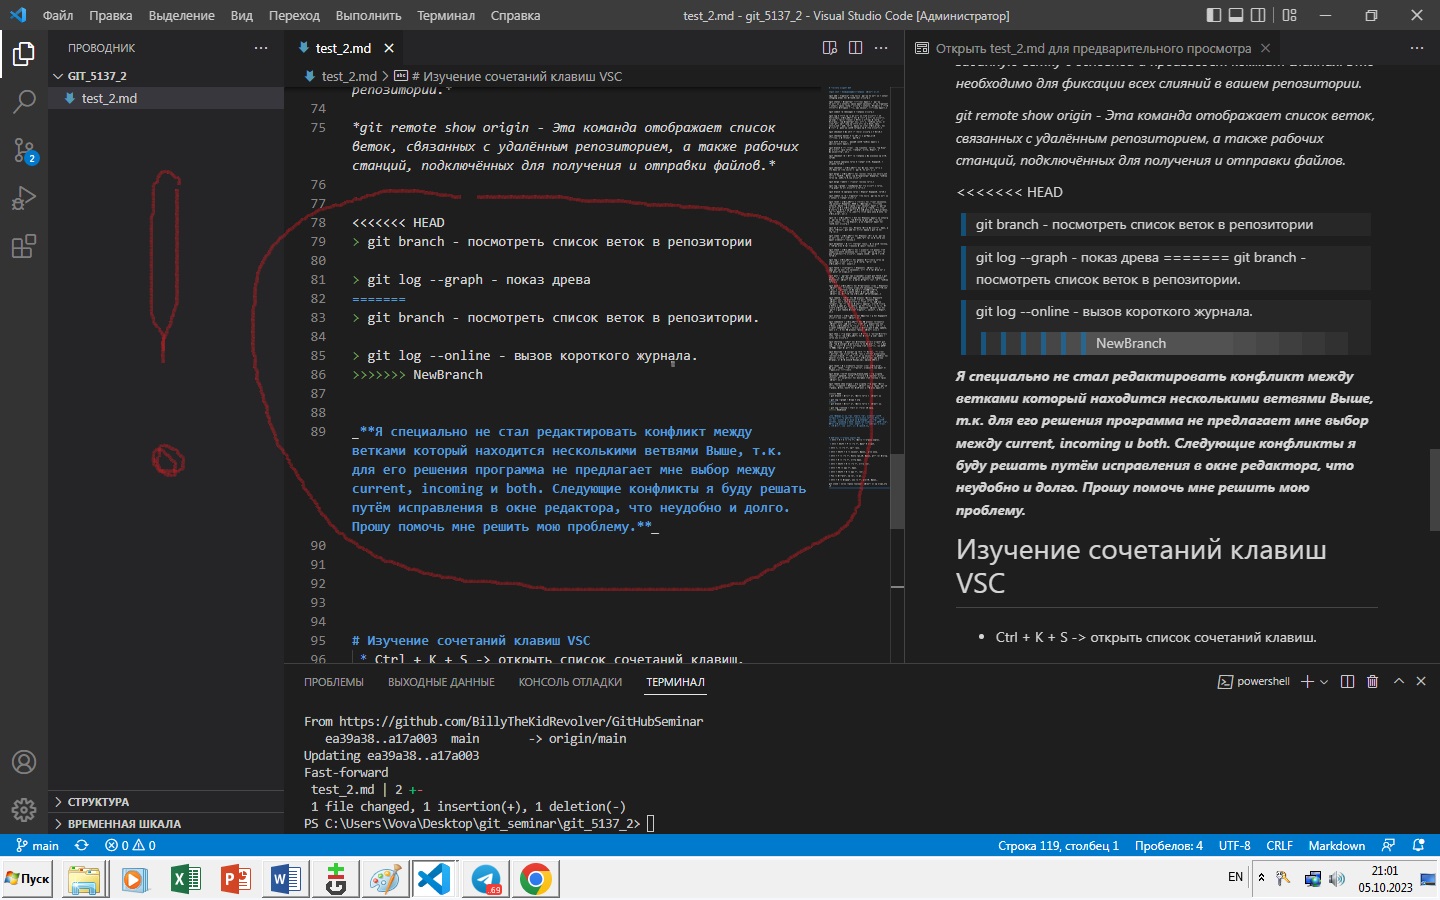 Файл Правка Выделение Вид Переход Выполнить Терминал Справка
test_2.md - git_5137_2 - Visual Studio Code [Администратор]
ПРОВОДНИК
GIT_5137_2
test_2.md
test_2.md
test_2.md > # Изучение сочетаний клавиш VSC
репозитории.*
74
75 *git remote show origin - Эта команда отображает список
веток, связанных с удалённым репозиторием, а также рабочих
станций, подключённых для получения и отправки файлов.*
76
77
78 <<<<<<< HEAD
79 > git branch - посмотреть список веток в репозитории
80
81 > git log --graph - показ древа
82 =======
83 > git branch - посмотреть список веток в репозитории.
84
85 > git log --online - вызов короткого журнала.
86 >>>>>>> NewBranch
87
88
89 _**Я специально не стал редактировать конфликт между
ветками который находится несколькими ветвями Выше, т.к.
для его решения программа не предлагает мне выбор между
current, incoming и both. Следующие конфликты я буду решать
путём исправления в окне редактора, что неудобно и долго.
Прошу помочь мне решить мою проблему.**_
90
91
92
93
94
95 # Изучение сочетаний клавиш VSC
96 * Ctrl + K + S -> открыть список сочетаний клавиш.
Открыть test_2.md для предварительного просмотра
необходимо для фиксации всех слияний в вашем репозитории.
git remote show origin - Эта команда отображает список веток,
связанных с удалённым репозиторием, а также рабочих
станций, подключённых для получения и отправки файлов.
<<<<<<< HEAD
git branch - посмотреть список веток в репозитории
git log --graph - показ древа ======= git branch -
посмотреть список веток в репозитории.
git log --online - вызов короткого журнала.
NewBranch
Я специально не стал редактировать конфликт между
ветками который находится несколькими ветвями Выше,
т.к. для его решения программа не предлагает мне выбор
между current, incoming и both. Следующие конфликты я
буду решать путём исправления в окне редактора, что
неудобно и долго. Прошу помочь мне решить мою
проблему.
Изучение сочетаний клавиш
VSC
• Ctrl + K + S -> открыть список сочетаний клавиш.
ПРОБЛЕМЫ ВЫХОДНЫЕ ДАННЫЕ КОНСОЛЬ ОТЛАДКИ ТЕРМИНАЛ
powershell
From https://github.com/BillyTheKidRevolver/GitHubSeminar
ea39a38..a17a003 main -> origin/main
Updating ea39a38..a17a003
Fast-forward
test_2.md | 2 +-
1 file changed, 1 insertion(+), 1 deletion(-)
PS C:\Users\Vova\Desktop\git_seminar\git_5137_2>
2
СТРУКТУРА
ВРЕМЕННАЯ ШКАЛА
main 0 0
Строка 119, столбец 1 Пробелов: 4 UTF-8 CRLF Markdown
Пуск
69
EN
21:01
05.10.2023